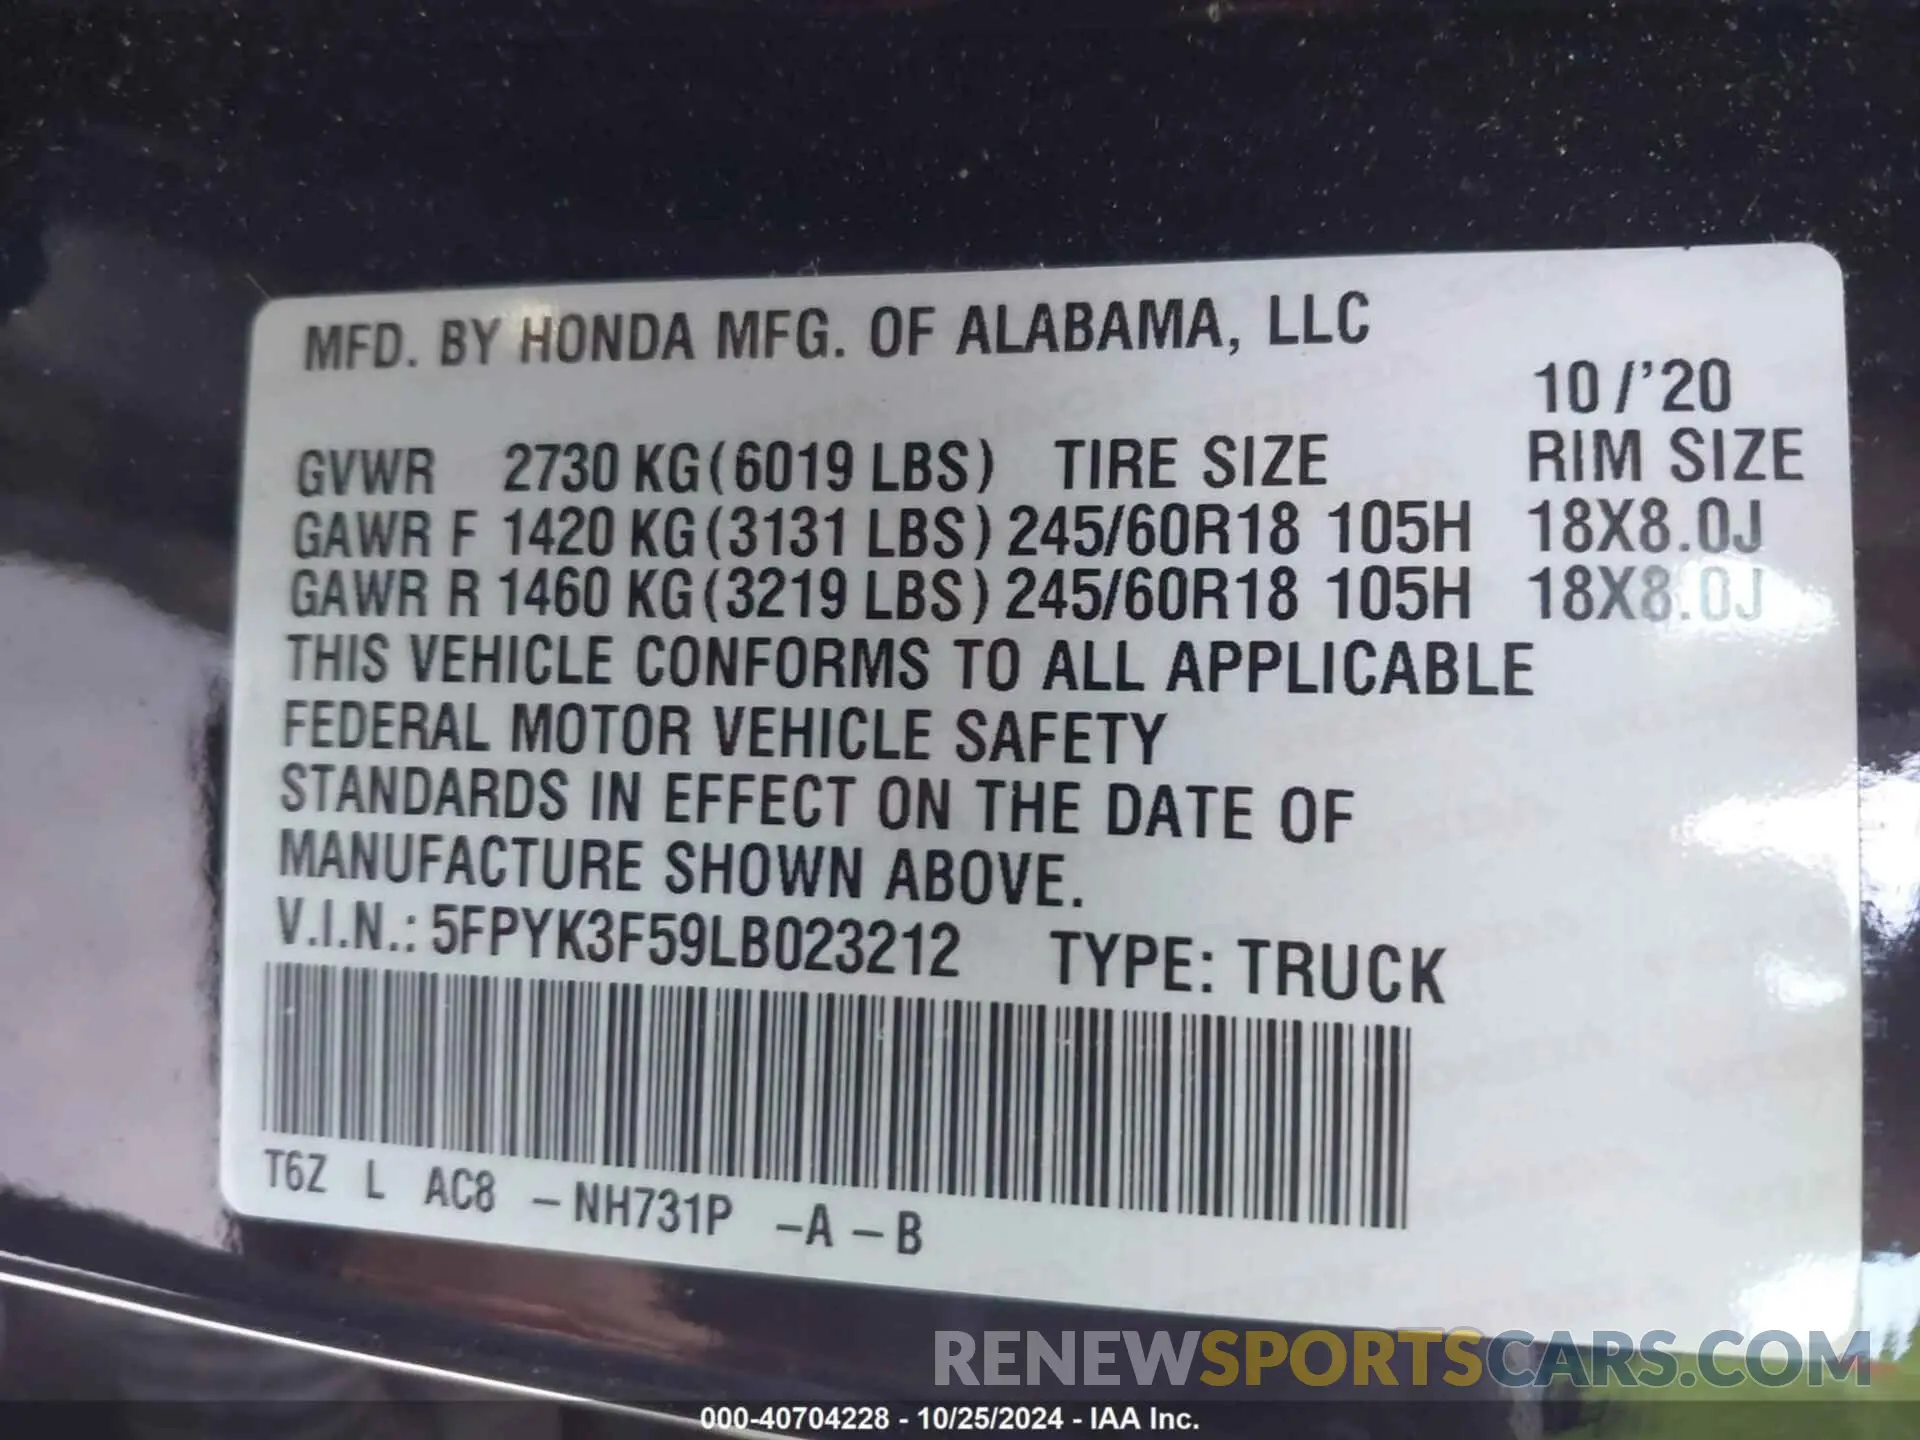 MFD. BY HONDA MFG. OF ALABAMA, LLC
10/'20
GVWR 2730 KG(6019 LBS) TIRE SIZE RIM SIZE
GAWR F 1420 KG(3131 LBS) 245/60R18 105H 18X8.0J
GAWR R 1460 KG(3219 LBS) 245/60R18 105H 18X8.0J
THIS VEHICLE CONFORMS TO ALL APPLICABLE
FEDERAL MOTOR VEHICLE SAFETY
STANDARDS IN EFFECT ON THE DATE OF
MANUFACTURE SHOWN ABOVE.
V.I.N.: 5FPYK3F59LB023212 TYPE: TRUCK
T6Z L AC8 -NH731P -A -B
RENEWSPORTSCARS.COM
000-40704228 - 10/25/2024 - IAA Inc.